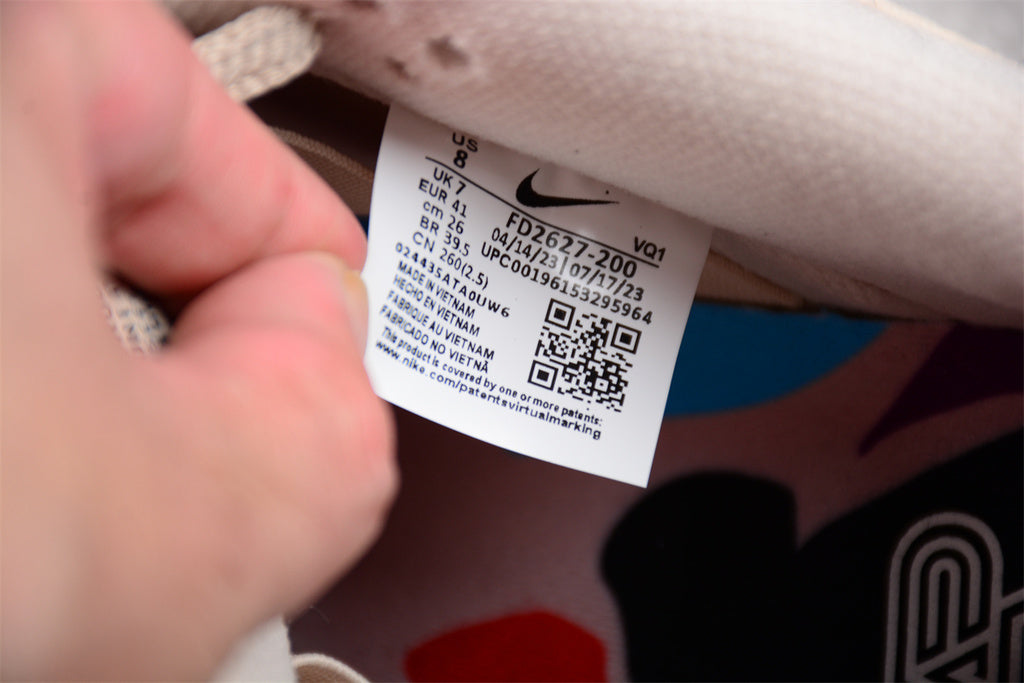 US
8
UK 7
EUR 41
cm 26
BR 39.5
CN 260(2.5)
024435ATA0UW6
MADE IN VIETNAM
HECHO EN VIETNAM
FABRIQUE AU VIETNAM
FABRICADO NO VIETNÃ
This product is covered by one or more patents:
www.nike.com/patentsvirtualmarking
VQ1
FD2627-200
04/14/23|07/17/23
UPC00196153295964